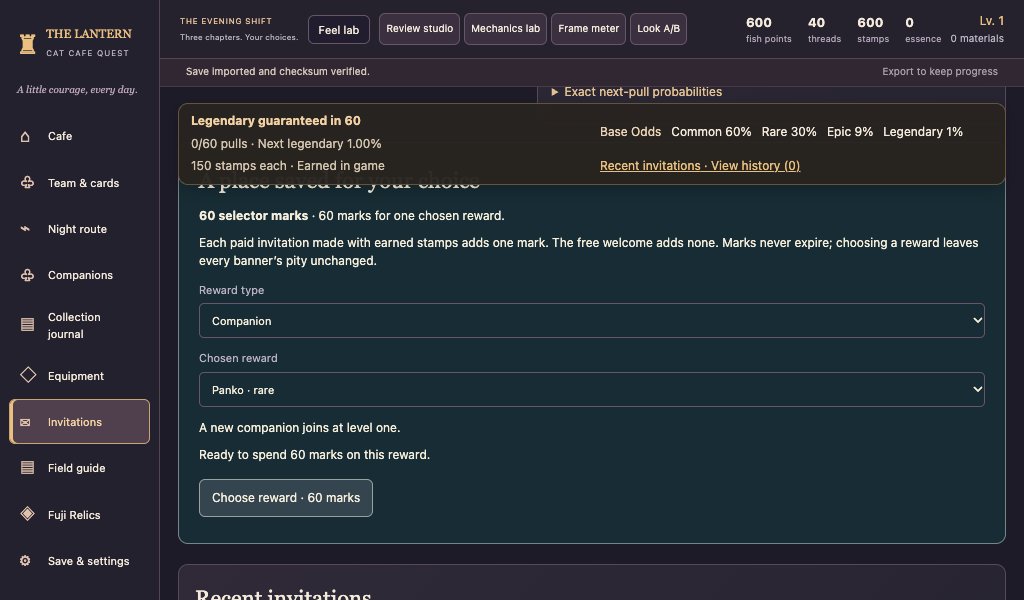 THE LANTERN
CAT CAFE QUEST
A little courage, every day.
Cafe
Team & cards
Night route
Companions
Collection
journal
Equipment
Invitations
Field guide
Fuji Relics
Save & settings
THE EVENING SHIFT
Three chapters. Your choices.
Feel lab
Review studio
Mechanics lab
Frame meter
Look A/B
600
fish points
40
threads
600
stamps
0
essence
Lv. 1
0 materials
Save imported and checksum verified.
Export to keep progress
Exact next-pull probabilities
Legendary guaranteed in 60
0/60 pulls · Next legendary 1.00%
150 stamps each · Earned in game
Base Odds Common 60% Rare 30% Epic 9% Legendary 1%
Recent invitations · View history (0)
A place saved for your choice
60 selector marks · 60 marks for one chosen reward.
Each paid invitation made with earned stamps adds one mark. The free welcome adds none. Marks never expire; choosing a reward leaves
every banner's pity unchanged.
Reward type
Companion
Chosen reward
Panko · rare
A new companion joins at level one.
Ready to spend 60 marks on this reward.
Choose reward · 60 marks
Recent invitations